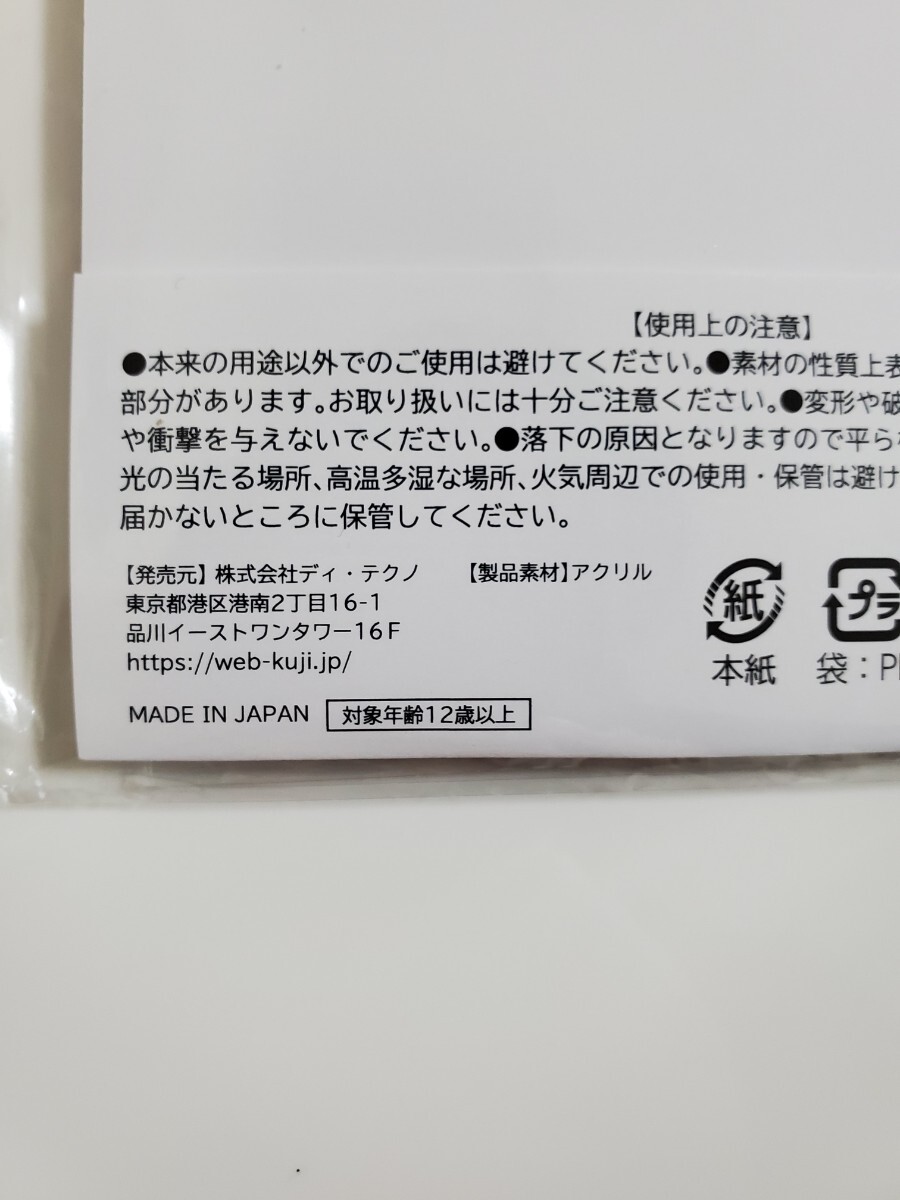 【使用上の注意】
●本来の用途以外でのご使用は避けてください。●素材の性質上表
部分があります。お取り扱いには十分ご注意ください。●変形や破
や衝撃を与えないでください。●落下の原因となりますので平らな
光の当たる場所、高温多湿な場所、火気周辺での使用・保管は避け
届かないところに保管してください。
【発売元】 株式会社ディ・テクノ 【製品素材】アクリル
東京都港区港南2丁目16-1
品川イーストワンタワー16F
https://web-kuji.jp/
MADE IN JAPAN 対象年齢12歳以上
紙 プラ
本紙 袋：P